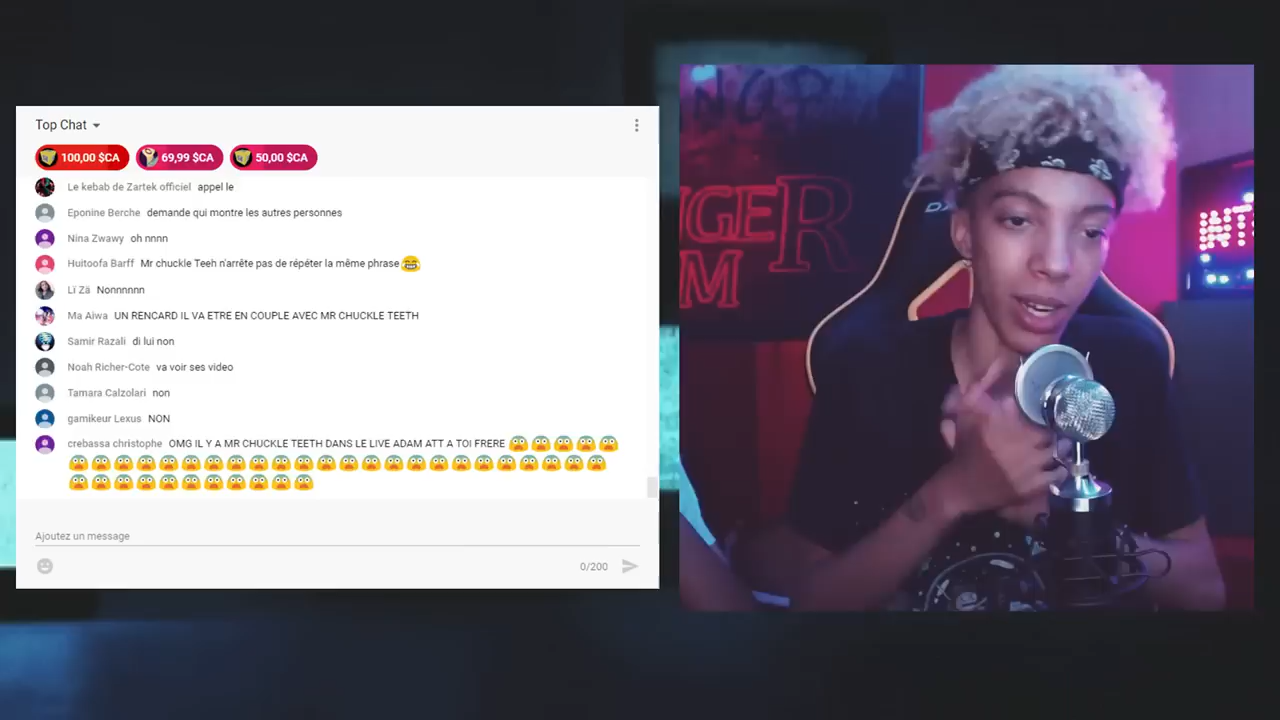 Top Chat
100,00 $CA 69,99 $CA 50,00 $CA
Le kebab de Zartek officiel appel le
Eponine Berche demande qui montre les autres personnes
Nina Zwawy oh nnnn
Huitoofa Barff Mr chuckle Teeh n'arrête pas de répéter la même phrase 😂
Lï Zä Nonnnnnn
Ma Aiwa UN RENCARD IL VA ETRE EN COUPLE AVEC MR CHUCKLE TEETH
Samir Razali di lui non
Noah Richer-Cote va voir ses video
Tamara Calzolari non
gamikeur Lexus NON
crebassa christophe OMG IL Y A MR CHUCKLE TEETH DANS LE LIVE ADAM ATT A TOI FRERE 😨😨😨😨😨
😨😨😨😨😨😨😨😨😨😨😨😨😨😨😨😨😨😨😨😨😨😨😨😨
😨😨😨😨😨😨😨😨😨😨😨
Ajoutez un message
0/200
NGER
M
INT